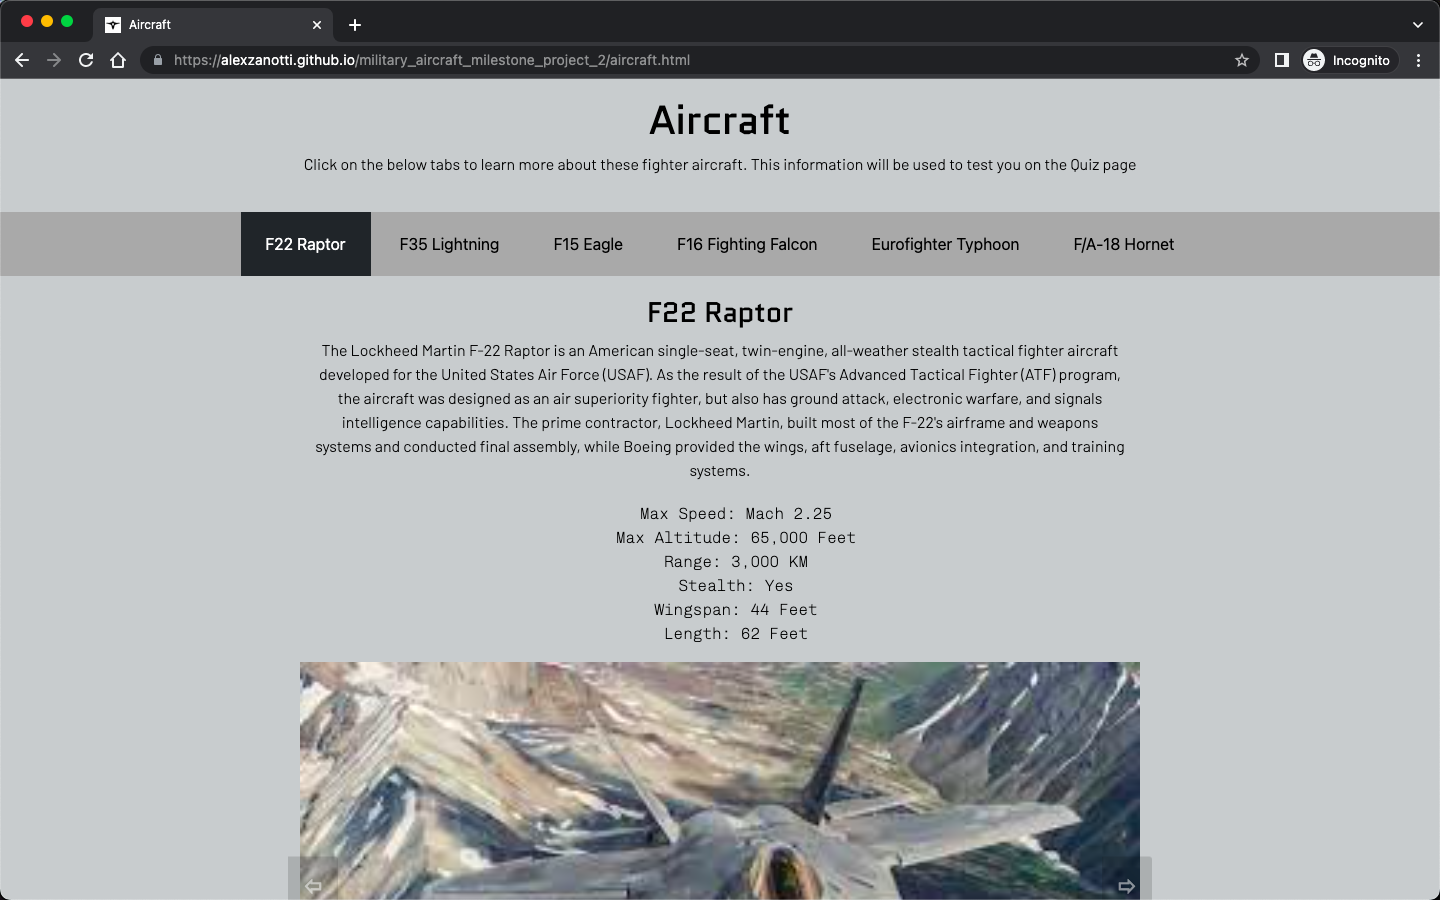 Aircraft
https://alexzanotti.github.io/military_aircraft_milestone_project_2/aircraft.html
Incognito
Aircraft
Click on the below tabs to learn more about these fighter aircraft. This information will be used to test you on the Quiz page
F22 Raptor
F35 Lightning
F15 Eagle
F16 Fighting Falcon
Eurofighter Typhoon
F/A-18 Hornet
F22 Raptor
The Lockheed Martin F-22 Raptor is an American single-seat, twin-engine, all-weather stealth tactical fighter aircraft
developed for the United States Air Force (USAF). As the result of the USAF's Advanced Tactical Fighter (ATF) program,
the aircraft was designed as an air superiority fighter, but also has ground attack, electronic warfare, and signals
intelligence capabilities. The prime contractor, Lockheed Martin, built most of the F-22's airframe and weapons
systems and conducted final assembly, while Boeing provided the wings, aft fuselage, avionics integration, and training
systems.
Max Speed: Mach 2.25
Max Altitude: 65,000 Feet
Range: 3,000 KM
Stealth: Yes
Wingspan: 44 Feet
Length: 62 Feet